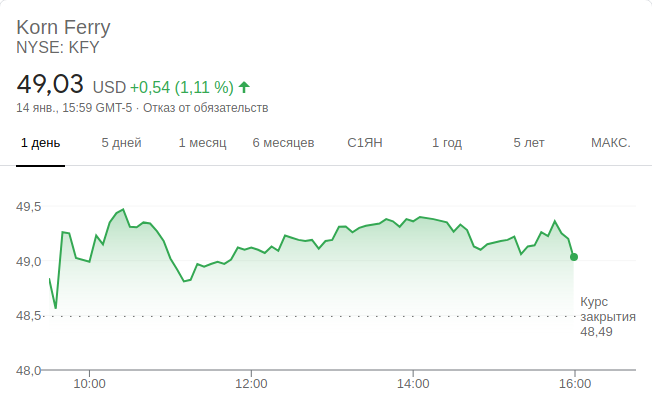 Korn Ferry
NYSE: KFY
49,03 USD +0,54 (1,11 %)
14 янв., 15:59 GMT-5 · Отказ от обязательств
1 день 5 дней 1 месяц 6 месяцев С1ЯН 1 год 5 лет МАКС.
49,5
49,0
48,5
48,0
Курс
закрытия
48,49
10:00 12:00 14:00 16:00